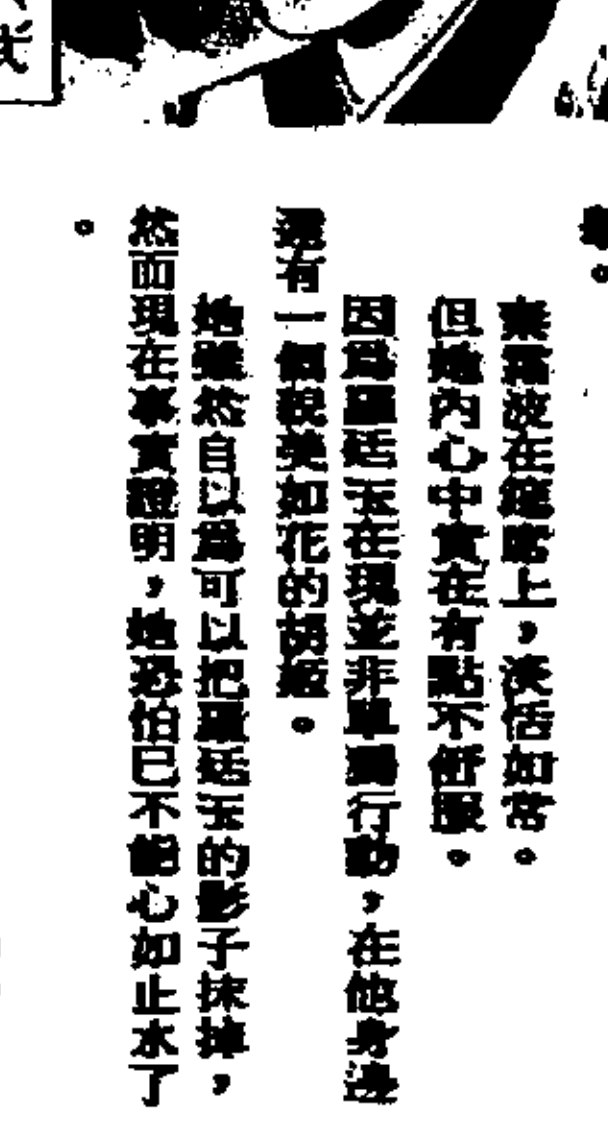 。
秦霜波在筵席上,淡恬如常。
但她內心中實在有點不舒服。
因爲羅廷玉在現並非單獨行動,在他身邊
還有一個貌美如花的胡姬。
她雖然自以爲可以把羅廷玉的影子抹掉,
然而現在事實證明,她恐怕巳不能心如止水了
。